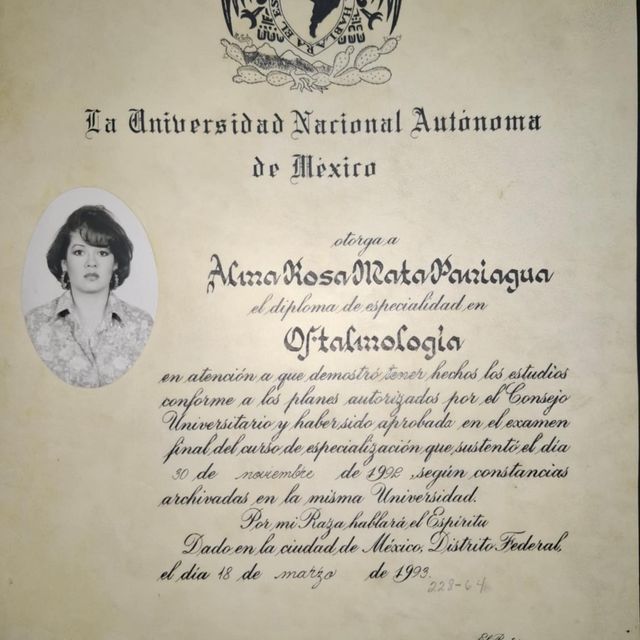 HABLARA EL ES
La Universidad Nacional Autónoma
de México
otorga a
Alma Rosa Mata Paniagua
el diploma de especialidad en
Oftalmología
en atención a que demostró tener hechos los estudios
conforme a los planes autorizados por el Consejo
Universitario y haber sido aprobada en el examen
final del curso de especialización que sustentó el día
30 de noviembre de 1992, según constancias
archivadas en la misma Universidad.
Por mi Raza hablará el Espíritu
Dado en la ciudad de México, Distrito Federal,
el día 18 de marzo de 1993.
228-64